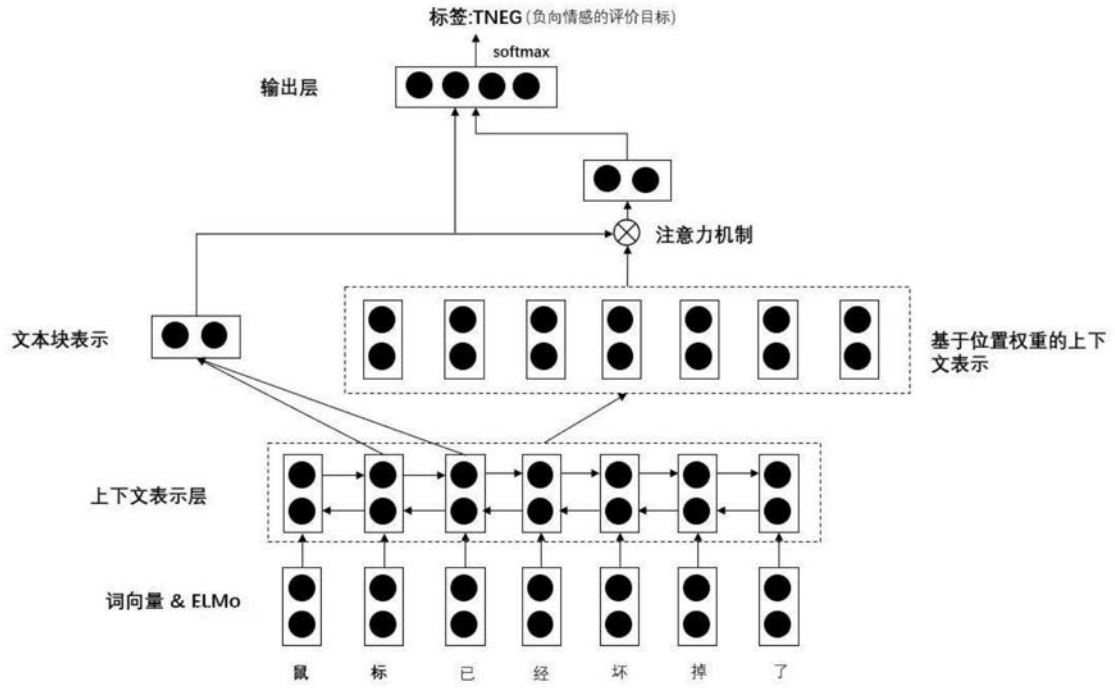 标签:TNEG (负向情感的评价目标)
softmax
输出层
注意力机制
文本块表示
基于位置权重的上下
文表示
上下文表示层
词向量 & ELMo
鼠 标 已 经 坏 掉 了